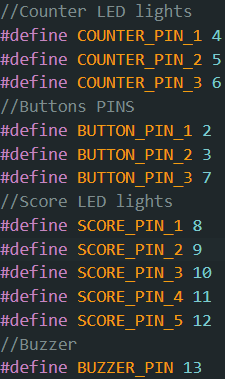 //Counter LED lights
#define COUNTER_PIN_1 4
#define COUNTER_PIN_2 5
#define COUNTER_PIN_3 6
//Buttons PINS
#define BUTTON_PIN_1 2
#define BUTTON_PIN_2 3
#define BUTTON_PIN_3 7
//Score LED lights
#define SCORE_PIN_1 8
#define SCORE_PIN_2 9
#define SCORE_PIN_3 10
#define SCORE_PIN_4 11
#define SCORE_PIN_5 12
//Buzzer
#define BUZZER_PIN 13